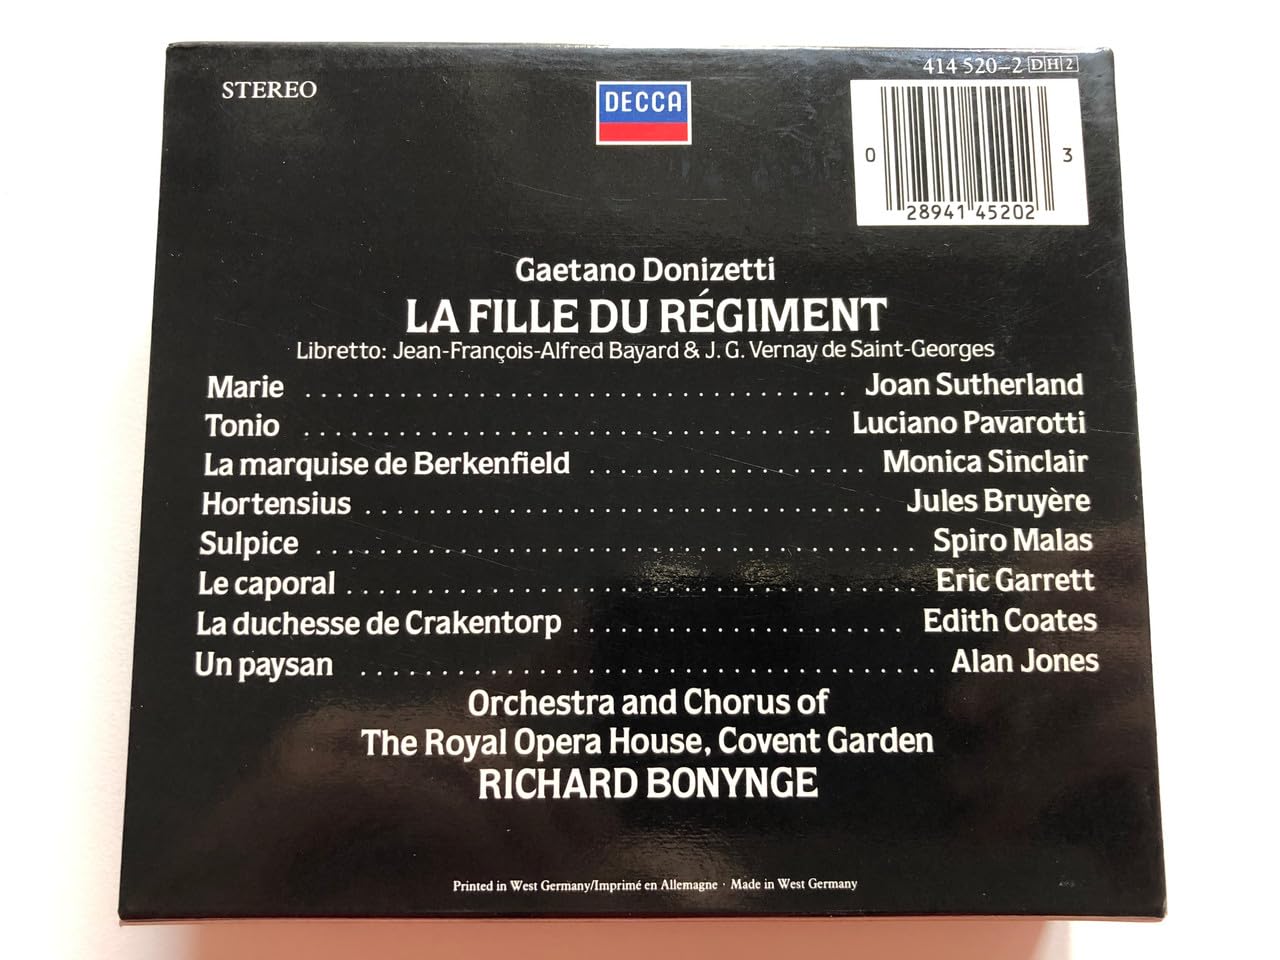 414 520-2 DH2
STEREO
DECCA
0 28941 45202 3
Gaetano Donizetti
LA FILLE DU RÉGIMENT
Libretto: Jean-François-Alfred Bayard & J. G. Vernay de Saint-Georges
Marie . . . . . . . . . . . . . . . . . . . . . . . . . . . . . . . . . . . Joan Sutherland
Tonio . . . . . . . . . . . . . . . . . . . . . . . . . . . . . . . . . . Luciano Pavarotti
La marquise de Berkenfield . . . . . . . . . . . . . . . . . . Monica Sinclair
Hortensius . . . . . . . . . . . . . . . . . . . . . . . . . . . . . . . . . Jules Bruyère
Sulpice . . . . . . . . . . . . . . . . . . . . . . . . . . . . . . . . . . . . . . Spiro Malas
Le caporal . . . . . . . . . . . . . . . . . . . . . . . . . . . . . . . . . . . . Eric Garrett
La duchesse de Crakentorp . . . . . . . . . . . . . . . . . . . . . Edith Coates
Un paysan . . . . . . . . . . . . . . . . . . . . . . . . . . . . . . . . . . . . Alan Jones
Orchestra and Chorus of
The Royal Opera House, Covent Garden
RICHARD BONYNGE
Printed in West Germany/Imprimé en Allemagne · Made in West Germany